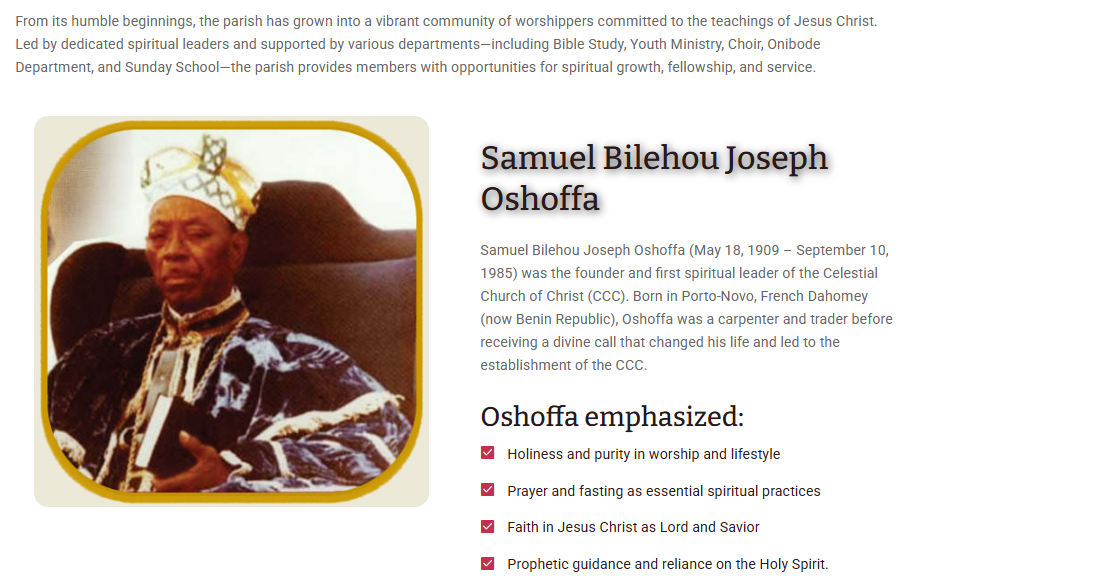 From its humble beginnings, the parish has grown into a vibrant community of worshippers committed to the teachings of Jesus Christ.
Led by dedicated spiritual leaders and supported by various departments—including Bible Study, Youth Ministry, Choir, Onibode
Department, and Sunday School—the parish provides members with opportunities for spiritual growth, fellowship, and service.
Samuel Bilehou Joseph
Oshoffa
Samuel Bilehou Joseph Oshoffa (May 18, 1909 – September 10,
1985) was the founder and first spiritual leader of the Celestial
Church of Christ (CCC). Born in Porto-Novo, French Dahomey
(now Benin Republic), Oshoffa was a carpenter and trader before
receiving a divine call that changed his life and led to the
establishment of the CCC.
Oshoffa emphasized:
Holiness and purity in worship and lifestyle
Prayer and fasting as essential spiritual practices
Faith in Jesus Christ as Lord and Savior
Prophetic guidance and reliance on the Holy Spirit.